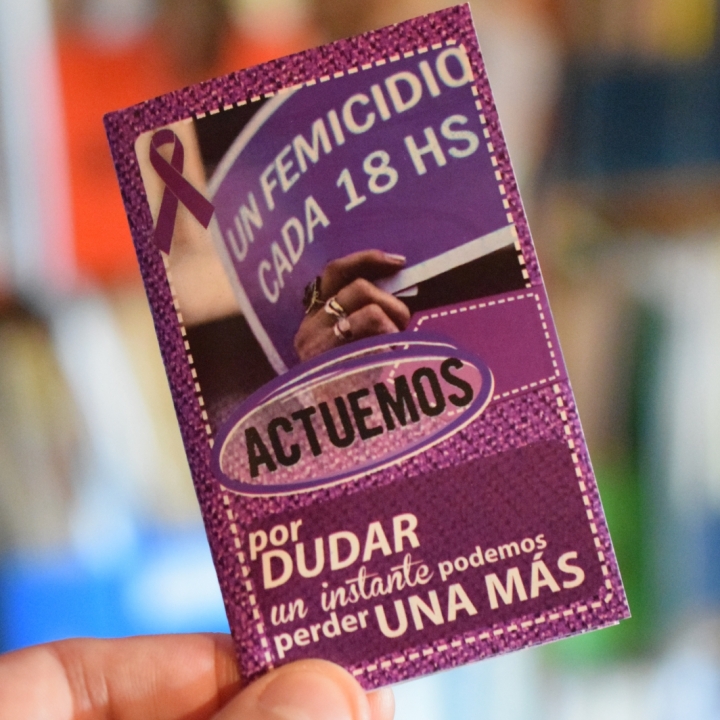 UN FEMICIDIO
CADA 18 HS
ACTUEMOS
por
DUDAR
un instante podemos
perder UNA MÁS